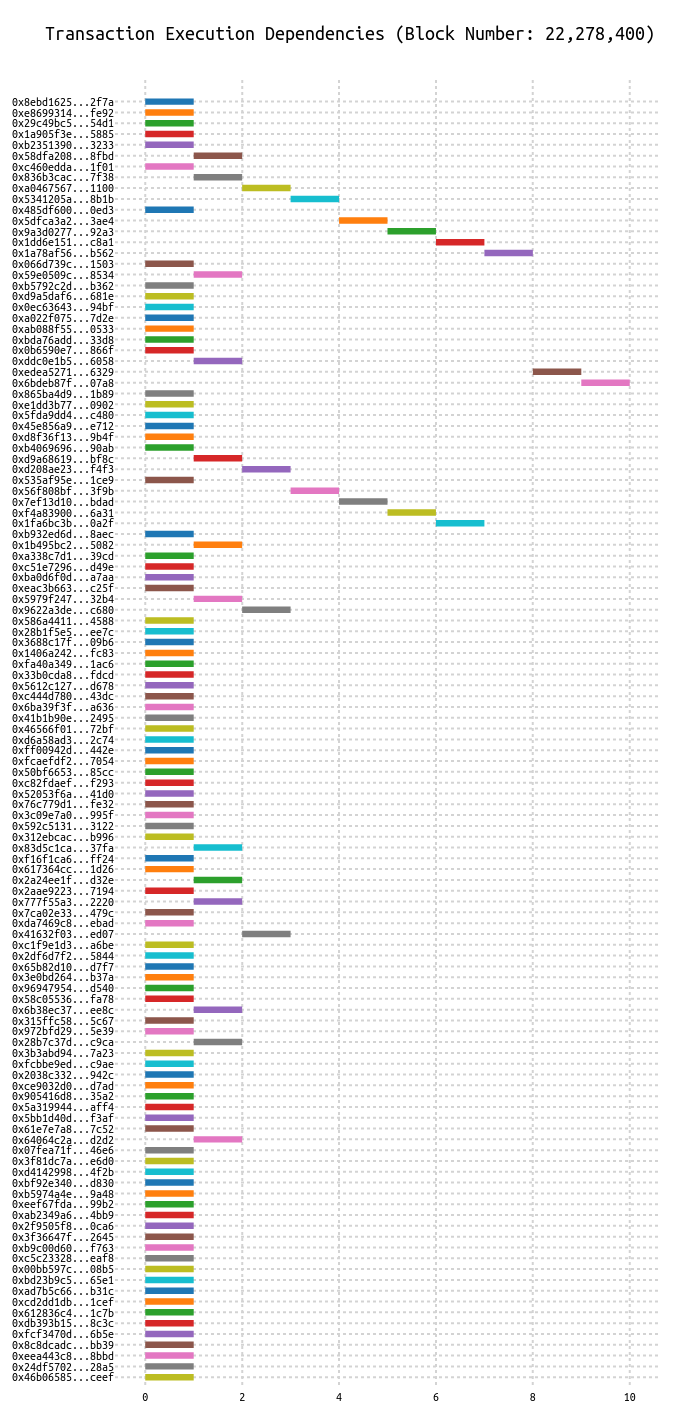 Transaction Execution Dependencies (Block Number: 22,278,400)
0x8ebd1625...2f7a
0xe8699314...fe92
0x29c49bc5...54d1
0x1a905f3e...5885
0xb2351390...3233
0x58dfa208...8fbd
0xc460edda...1f01
0x836b3cac...7f38
0xa0467567...1100
0x5341205a...8b1b
0x485df600...0ed3
0x5dfca3a2...3ae4
0x9a3d0277...92a3
0x1dd6e151...c8a1
0x1a78af56...b562
0x066d739c...1503
0x59e0509c...8534
0xb5792c2d...b362
0xd9a5daf6...681e
0x0ec63643...94bf
0xa022f075...7d2e
0xab088f55...0533
0xbda76add...33d8
0x0b6590e7...866f
0xddc0e1b5...6058
0xedea5271...6329
0x6bdeb87f...07a8
0x865ba4d9...1b89
0xe1dd3b77...0902
0x5fda9dd4...c480
0x45e856a9...e712
0xd8f36f13...9b4f
0xb4069696...90ab
0xd9a68619...bf8c
0xd208ae23...f4f3
0x535af95e...1ce9
0x56f808bf...3f9b
0x7ef13d10...bdad
0xf4a83900...6a31
0x1fa6bc3b...0a2f
0xb932ed6d...8aec
0x1b495bc2...5082
0xa338c7d1...39cd
0xc51e7296...d49e
0xba0d6f0d...a7aa
0xeac3b663...c25f
0x5979f247...32b4
0x9622a3de...c680
0x586a4411...4588
0x28b1f5e5...ee7c
0x3688c17f...09b6
0x1406a242...fc83
0xfa40a349...1ac6
0x33b0cda8...fdcd
0x5612c127...d678
0xc444d780...43dc
0x6ba39f3f...a636
0x41b1b90e...2495
0x46566f01...72bf
0xd6a58ad3...2c74
0xff00942d...442e
0xfcaefdf2...7054
0x50bf6653...85cc
0xc82fdaef...f293
0x52053f6a...41d0
0x76c779d1...fe32
0x3c09e7a0...995f
0x592c5131...3122
0x312ebcac...b996
0x83d5c1ca...37fa
0xf16f1ca6...ff24
0x617364cc...1d26
0x2a24ee1f...d32e
0x2aae9223...7194
0x777f55a3...2220
0x7ca02e33...479c
0xda7469c8...ebad
0x41632f03...ed07
0xc1f9e1d3...a6be
0x2df6d7f2...5844
0x65b82d10...d7f7
0x3e0bd264...b37a
0x96947954...d540
0x58c05536...fa78
0x6b38ec37...ee8c
0x315ffc58...5c67
0x972bfd29...5e39
0x28b7c37d...c9ca
0x3b3abd94...7a23
0xfcbbe9ed...c9ae
0x2038c332...942c
0xce9032d0...d7ad
0x905416d8...35a2
0x5a319944...aff4
0x5bb1d40d...f3af
0x61e7e7a8...7c52
0x64064c2a...d2d2
0x07fea71f...46e6
0x3f81dc7a...e6d0
0xd4142998...4f2b
0xbf92e340...d830
0xb5974a4e...9a48
0xeef67fda...99b2
0xab2349a6...4bb9
0x2f9505f8...0ca6
0x3f36647f...2645
0xb9c00d60...f763
0xc5c23328...eaf8
0x00bb597c...08b5
0xbd23b9c5...65e1
0xad7b5c66...b31c
0xcd2dd1db...1cef
0x612836c4...1c7b
0xdb393b15...8c3c
0xfcf3470d...6b5e
0x8c8dcadc...bb39
0xeea443c8...8bbd
0x24df5702...28a5
0x46b06585...ceef
0 2 4 6 8 10